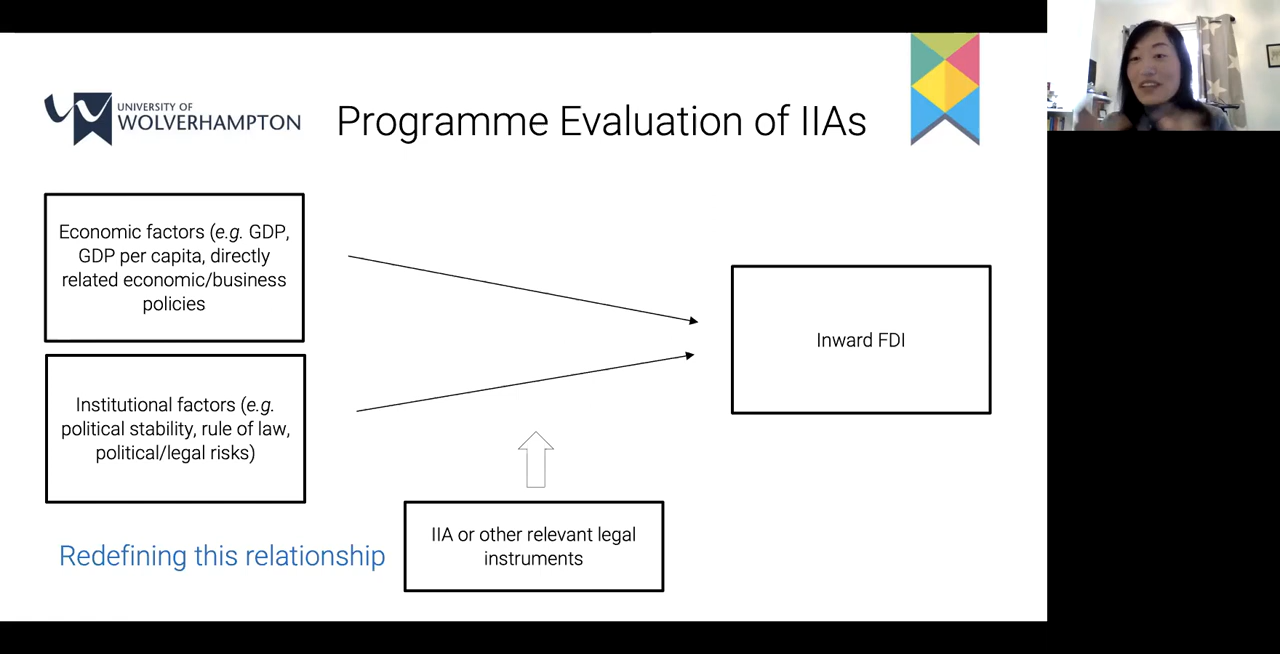 UNIVERSITY OF
WOLVERHAMPTON
Programme Evaluation of IIAs
Economic factors (e.g. GDP,
GDP per capita, directly
related economic/business
policies
Inward FDI
Institutional factors (e.g.
political stability, rule of law,
political/legal risks)
IIA or other relevant legal
instruments
Redefining this relationship